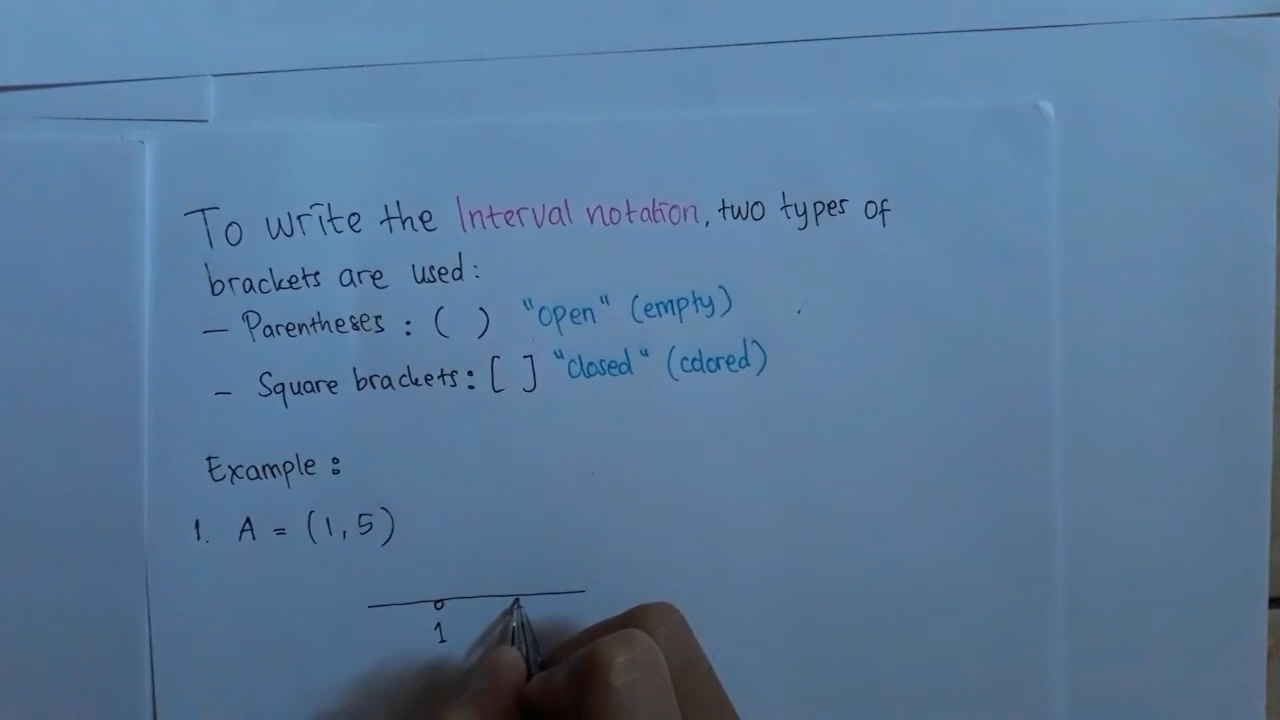 To write the Interval notation, two types of
brackets are used:
- Parentheses : ( ) "open" (empty)
- Square brackets: [ ] "closed" (colored)
Example :
1. A = (1, 5)
1